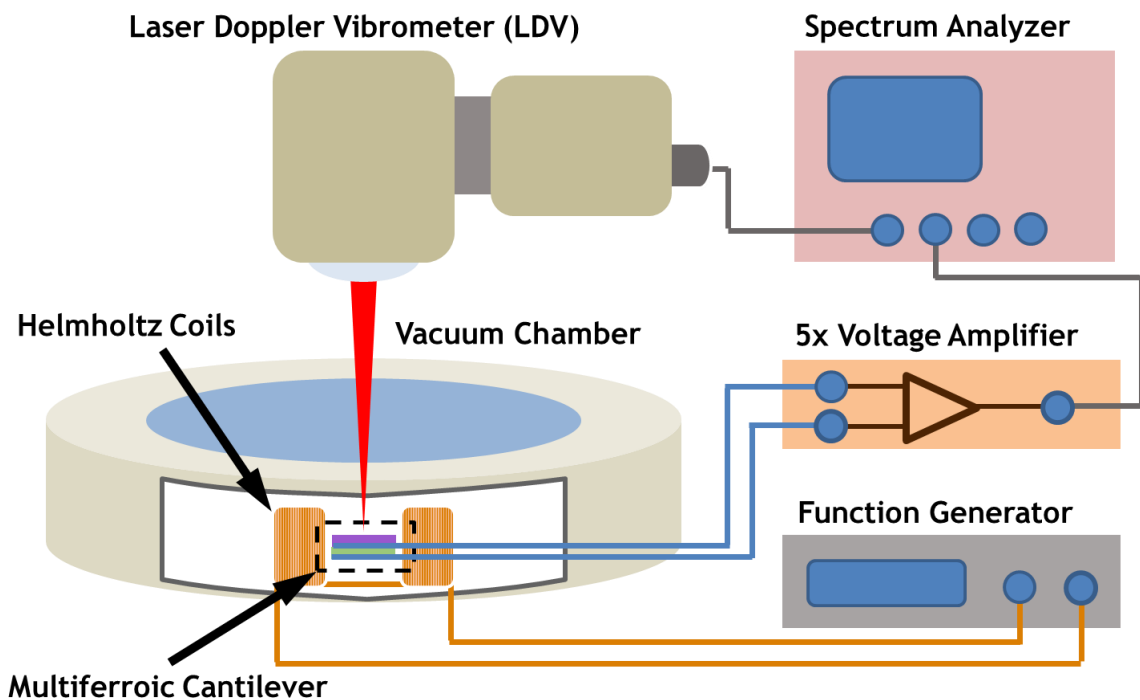 Laser Doppler Vibrometer (LDV)
Spectrum Analyzer
Helmholtz Coils
Vacuum Chamber
5x Voltage Amplifier
Function Generator
Multiferroic Cantilever